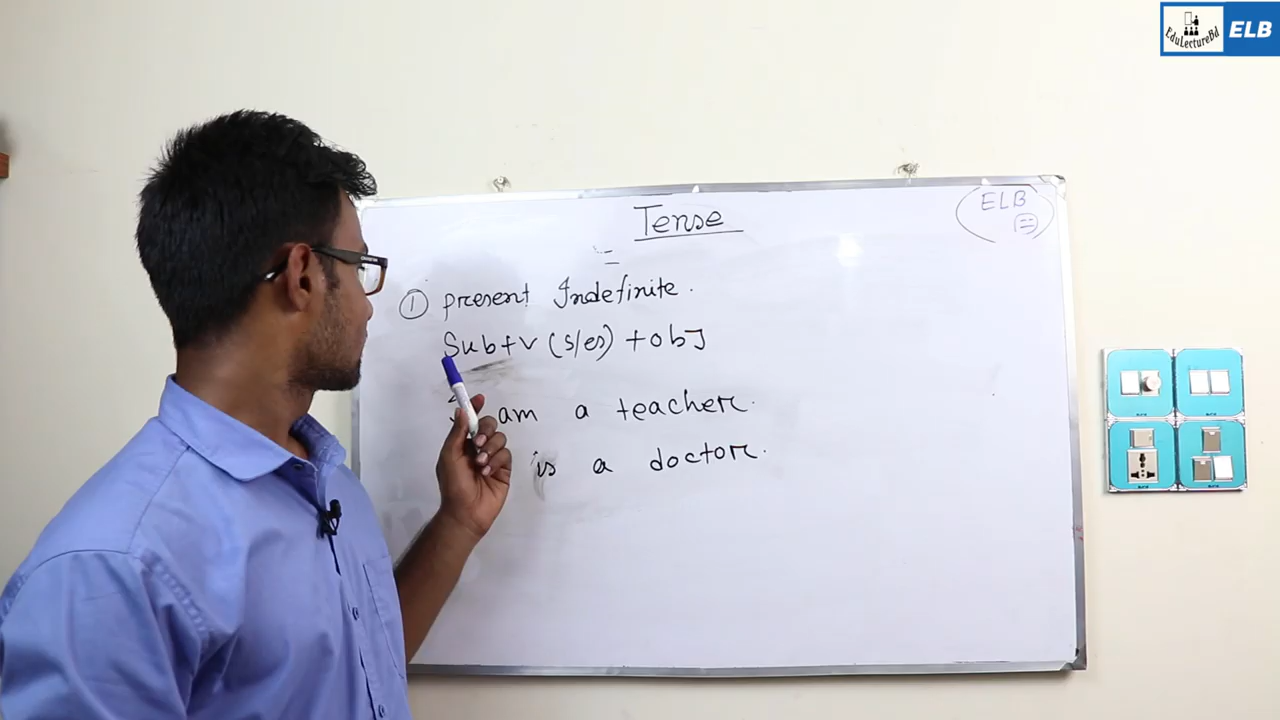 EduLectureBd ELB
Tense
ELB
① Present Indefinite.
Sub+v (s/es) + obj
I am a teacher.
is a doctor.